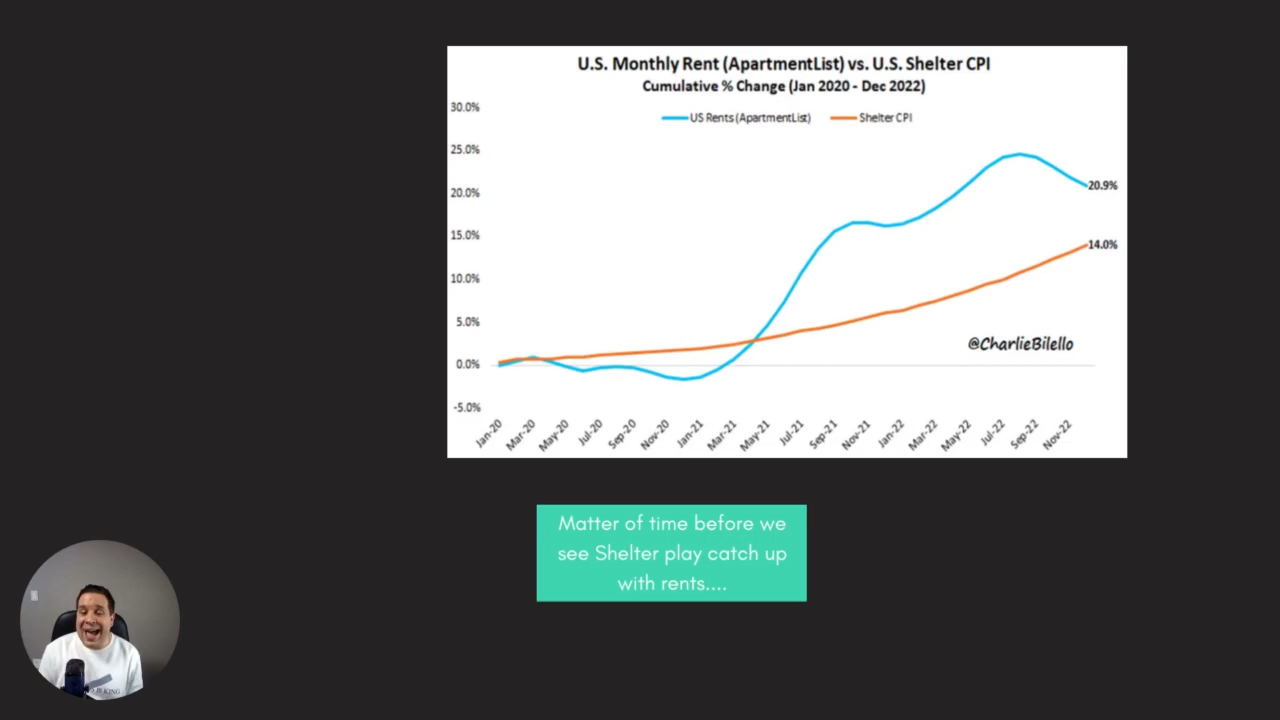 U.S. Monthly Rent (ApartmentList) vs. U.S. Shelter CPI
Cumulative % Change (Jan 2020 - Dec 2022)
US Rents (ApartmentList)
Shelter CPI
30.0%
25.0%
20.0%
15.0%
10.0%
5.0%
0.0%
-5.0%
20.9%
14.0%
@CharlieBilello
Jan-20
Mar-20
May-20
Jul-20
Sep-20
Nov-20
Jan-21
Mar-21
May-21
Jul-21
Sep-21
Nov-21
Jan-22
Mar-22
May-22
Jul-22
Sep-22
Nov-22
Matter of time before we
see Shelter play catch up
with rents....